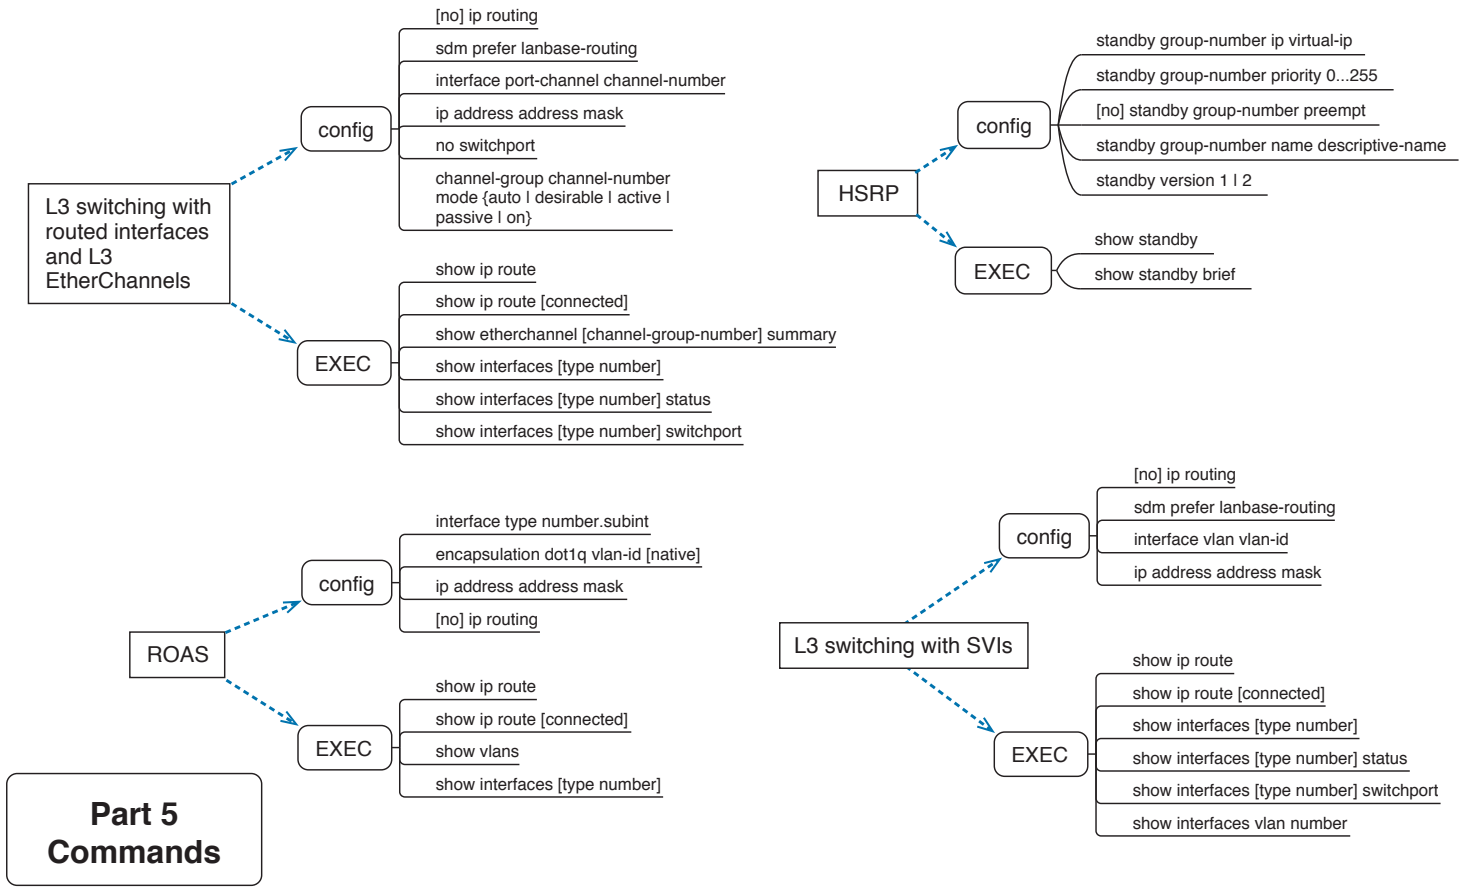 L3 switching with
routed interfaces
and L3
EtherChannels
config
[no] ip routing
sdm prefer lanbase-routing
interface port-channel channel-number
ip address address mask
no switchport
channel-group channel-number
mode {auto | desirable | active |
passive | on}
EXEC
show ip route
show ip route [connected]
show etherchannel [channel-group-number] summary
show interfaces [type number]
show interfaces [type number] status
show interfaces [type number] switchport
HSRP
config
standby group-number ip virtual-ip
standby group-number priority 0...255
[no] standby group-number preempt
standby group-number name descriptive-name
standby version 1 | 2
EXEC
show standby
show standby brief
ROAS
config
interface type number.subint
encapsulation dot1q vlan-id [native]
ip address address mask
[no] ip routing
EXEC
show ip route
show ip route [connected]
show vlans
show interfaces [type number]
L3 switching with SVIs
config
[no] ip routing
sdm prefer lanbase-routing
interface vlan vlan-id
ip address address mask
EXEC
show ip route
show ip route [connected]
show interfaces [type number]
show interfaces [type number] status
show interfaces [type number] switchport
show interfaces vlan number
Part 5
Commands